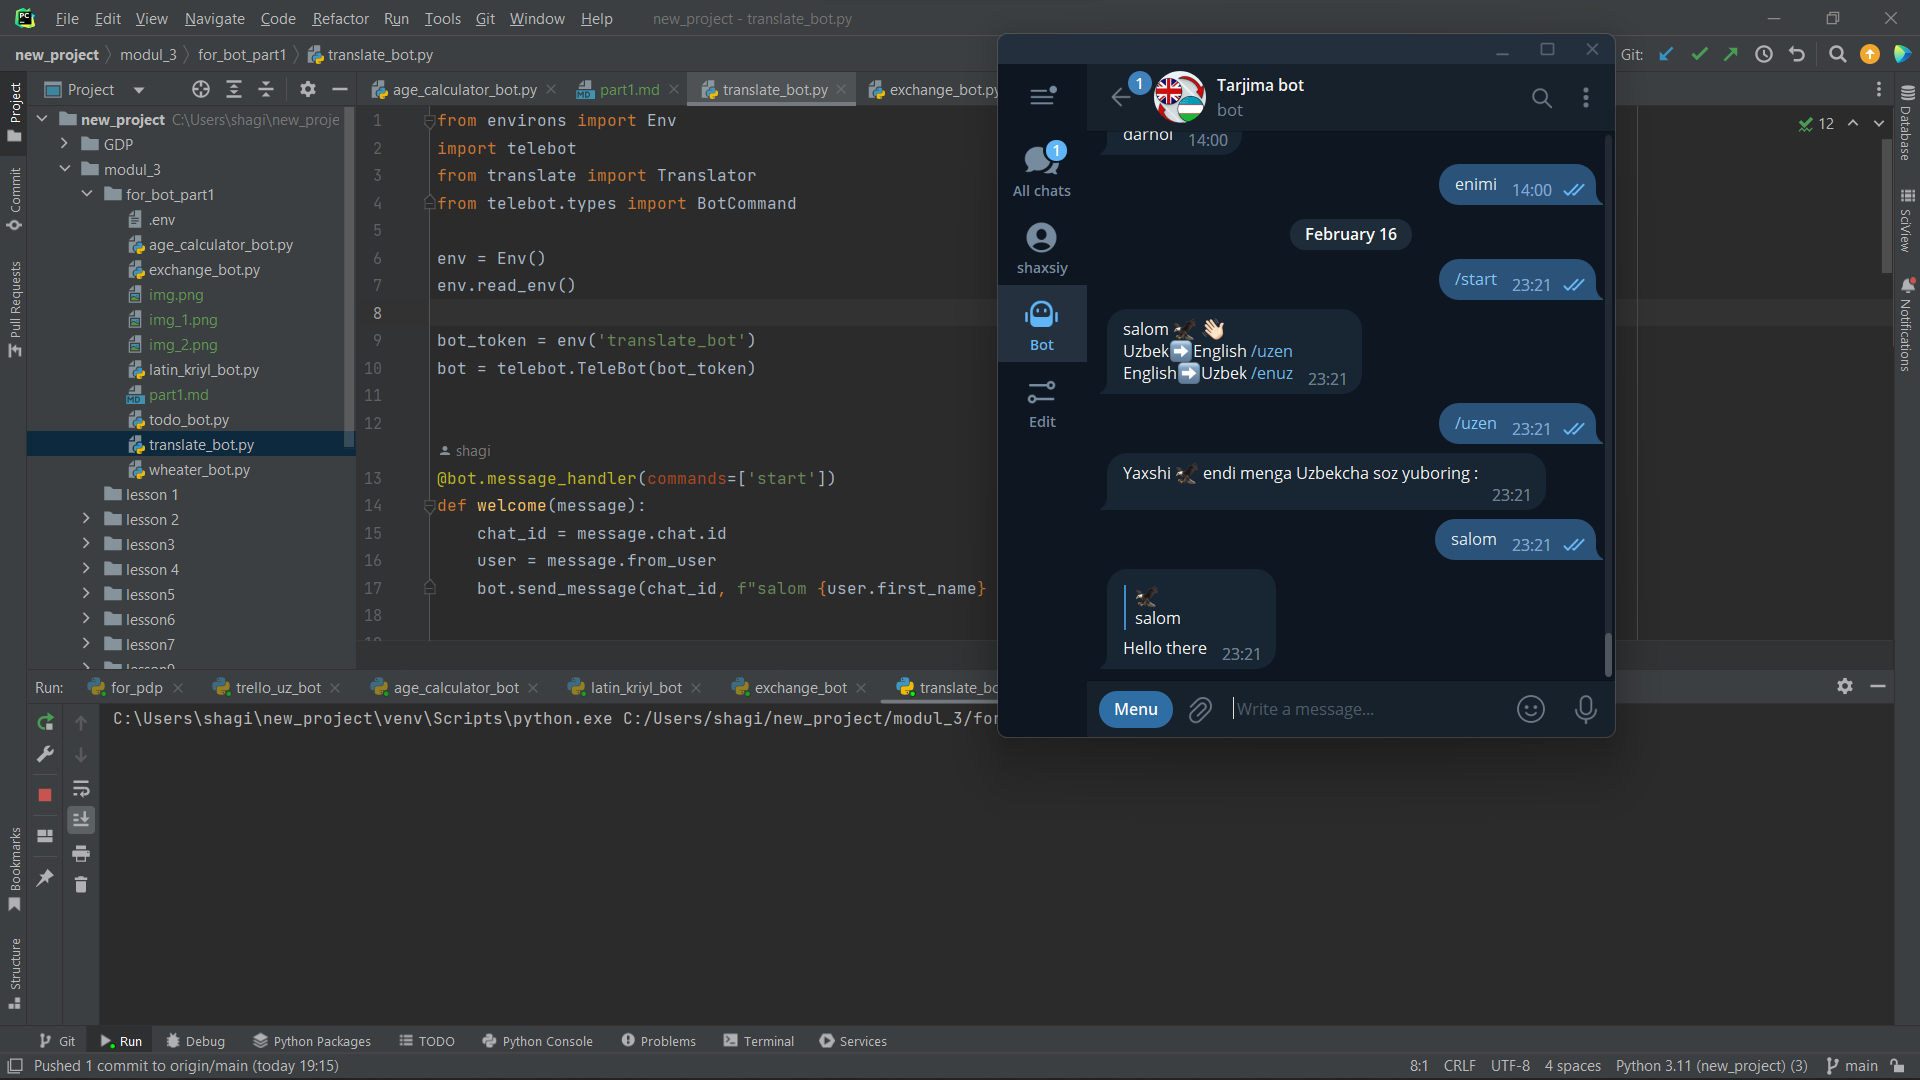 File Edit View Navigate Code Refactor Run Tools Git Window Help new_project - translate_bot.py
new_project modul_3 for_bot_part1 translate_bot.py
Git:
Project
age_calculator_bot.py part1.md translate_bot.py exchange_bot.py
new_project C:\Users\shagi\new_proje
GDP
modul_3
for_bot_part1
.env
age_calculator_bot.py
exchange_bot.py
img.png
img_1.png
img_2.png
latin_kriyl_bot.py
part1.md
todo_bot.py
translate_bot.py
wheater_bot.py
lesson 1
lesson 2
lesson3
lesson 4
lesson5
lesson6
lesson7
Project
Commit
Pull Requests
Bookmarks
Structure
1 from environs import Env
2 import telebot
3 from translate import Translator
4 from telebot.types import BotCommand
5
6 env = Env()
7 env.read_env()
8
9 bot_token = env('translate_bot')
10 bot = telebot.TeleBot(bot_token)
11
12
shagi
13 @bot.message_handler(commands=['start'])
14 def welcome(message):
15 chat_id = message.chat.id
16 user = message.from_user
17 bot.send_message(chat_id, f"salom {user.first_name}
18
12
Database
SciView
Notifications
1
Tarjima bot
bot
1
All chats
shaxsiy
Bot
Edit
14:00
enimi 14:00
February 16
/start 23:21
salom
Uzbek English /uzen
English Uzbek /enuz 23:21
/uzen 23:21
Yaxshi endi menga Uzbekcha soz yuboring :
23:21
salom 23:21
salom
Hello there 23:21
Menu Write a message...
Run: for_pdp trello_uz_bot age_calculator_bot latin_kriyl_bot exchange_bot translate_bo
C:\Users\shagi\new_project\venv\Scripts\python.exe C:/Users/shagi/new_project/modul_3/for
Git Run Debug Python Packages TODO Python Console Problems Terminal Services
Pushed 1 commit to origin/main (today 19:15)
8:1 CRLF UTF-8 4 spaces Python 3.11 (new_project) (3) main